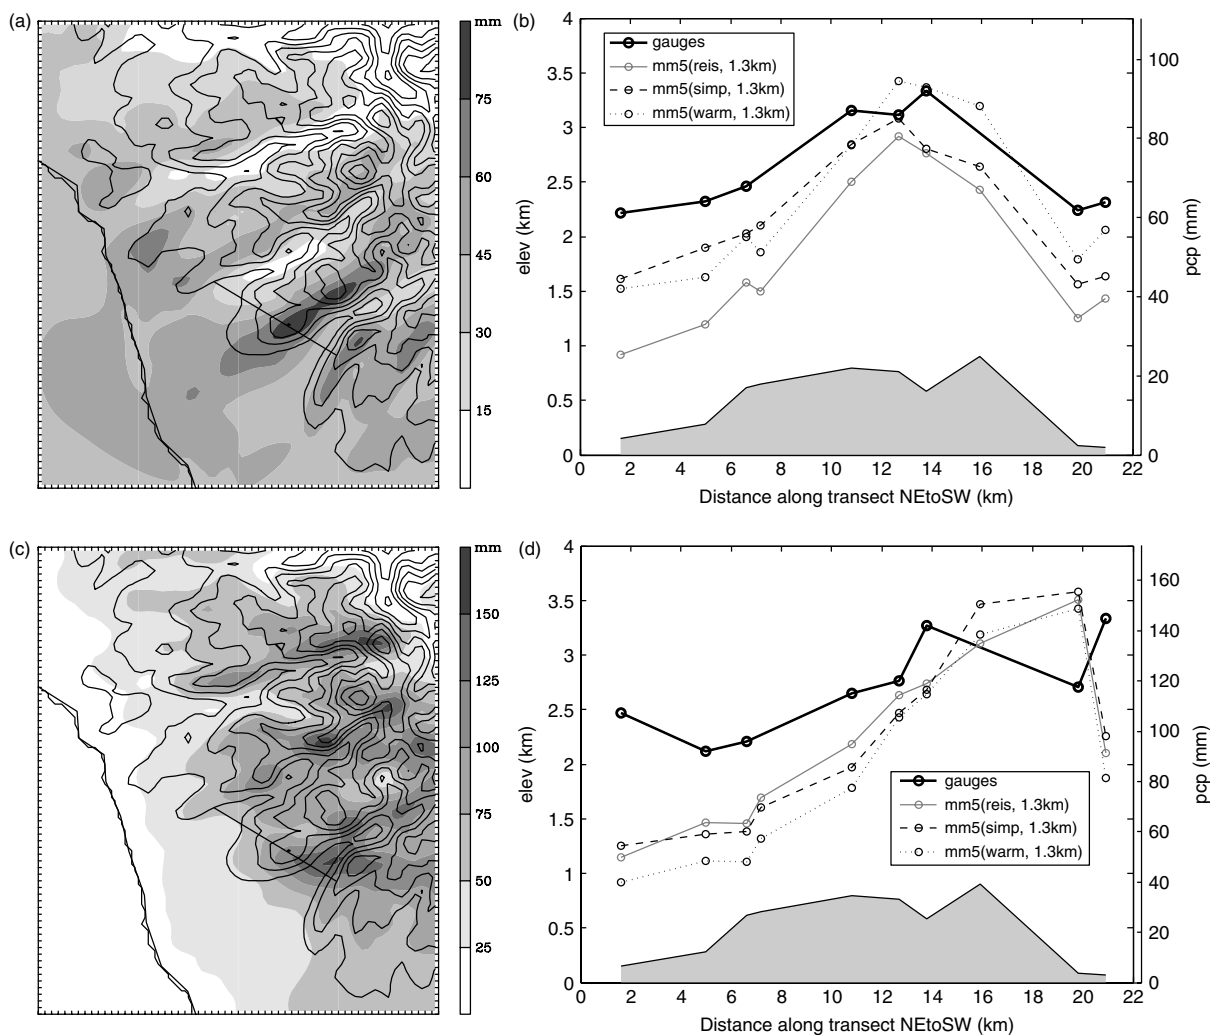 (a)
mm
75
60
45
30
15
(b)
4
3.5
3
2.5
2
1.5
1
0.5
0
elev (km)
gauges
mm5(reis, 1.3km)
mm5(simp, 1.3km)
mm5(warm, 1.3km)
100
80
60
40
20
0
pcp (mm)
0 2 4 6 8 10 12 14 16 18 20 22
Distance along transect NEtoSW (km)
(c)
mm
150
125
100
75
50
25
(d)
4
3.5
3
2.5
2
1.5
1
0.5
0
elev (km)
gauges
mm5(reis, 1.3km)
mm5(simp, 1.3km)
mm5(warm, 1.3km)
160
140
120
100
80
60
40
20
0
pcp (mm)
0 2 4 6 8 10 12 14 16 18 20 22
Distance along transect NEtoSW (km)